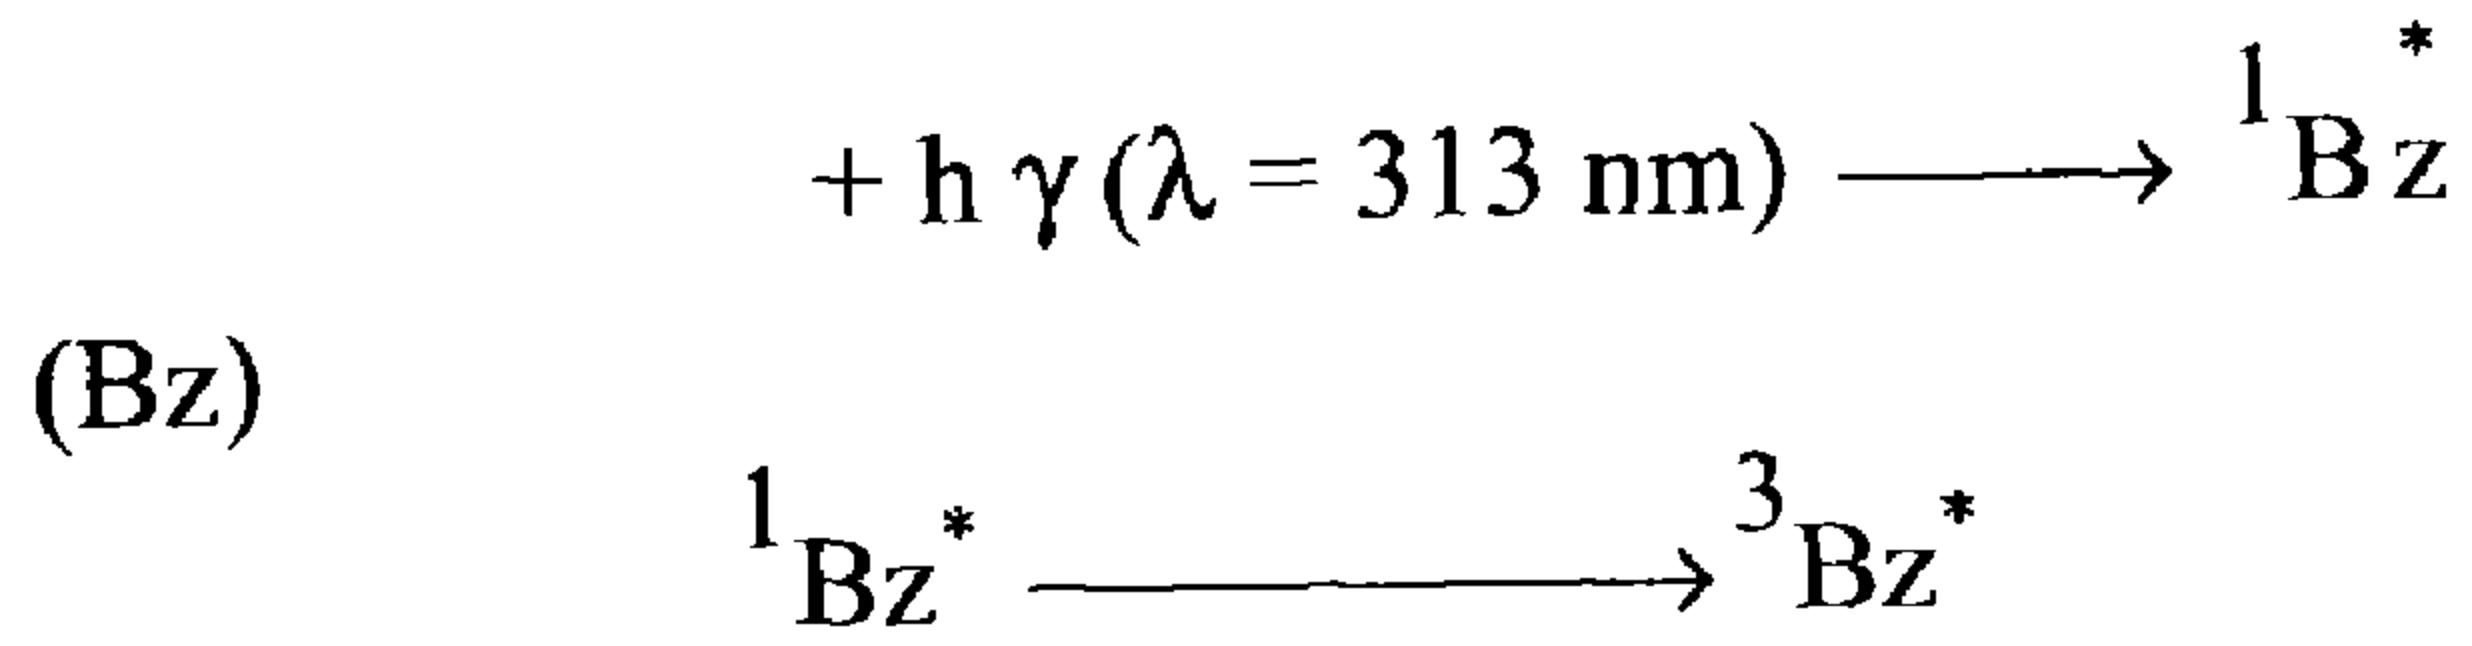 + h γ (λ = 313 nm) ⟶ ¹Bz*
(Bz)
¹Bz* ⟶ ³Bz*